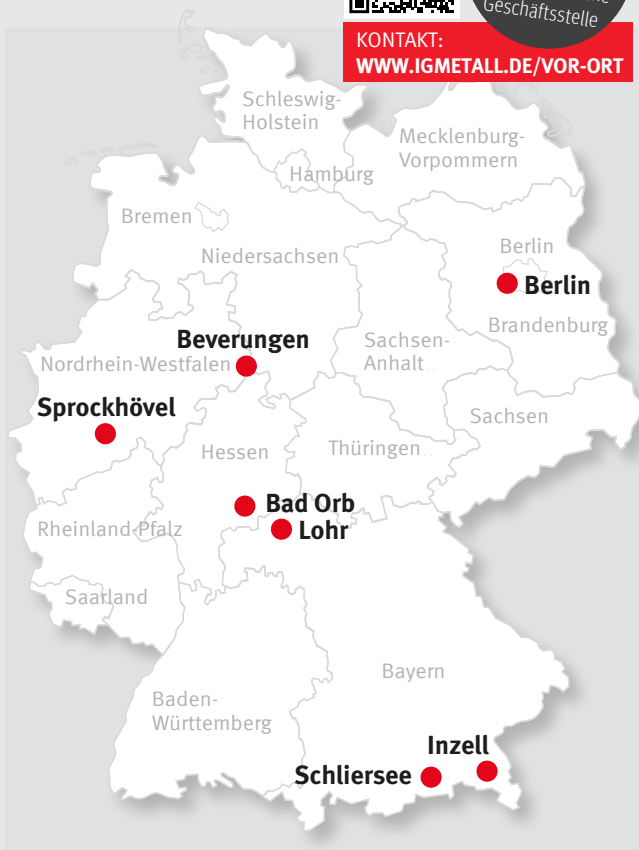 Geschäftsstelle
KONTAKT:
WWW.IGMETALL.DE/VOR-ORT
Schleswig-
Holstein
Mecklenburg-
Vorpommern
Hamburg
Bremen
Niedersachsen
Berlin
Berlin
Brandenburg
Beverungen
Sachsen-
Anhalt
Nordrhein-Westfalen
Sprockhövel
Sachsen
Hessen
Thüringen
Bad Orb
Lohr
Rheinland-Pfalz
Saarland
Bayern
Baden-
Württemberg
Inzell
Schliersee